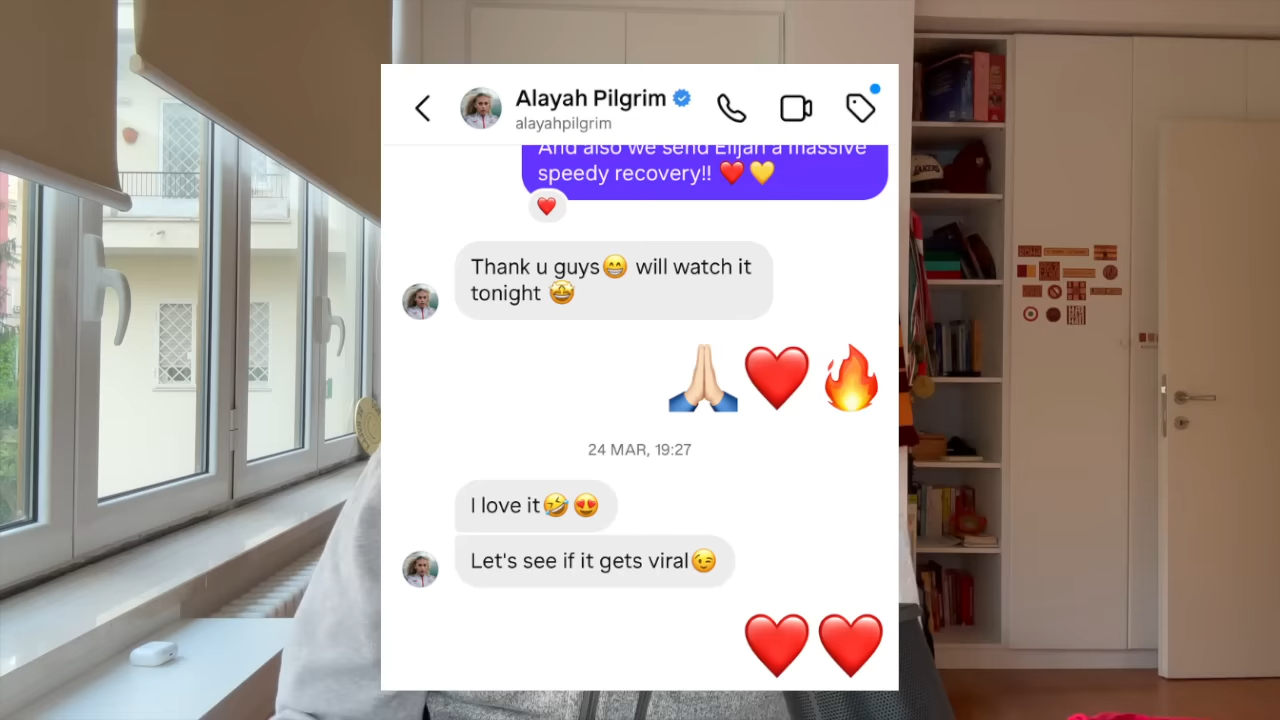 Alayah Pilgrim
alayahpilgrim
And also we send Elijah a massive
speedy recovery!! ❤️ 💛
❤️
Thank u guys😁 will watch it
tonight 🤩
🙏🏻❤️🔥
24 MAR, 19:27
I love it🤣😍
Let's see if it gets viral😉
❤️❤️